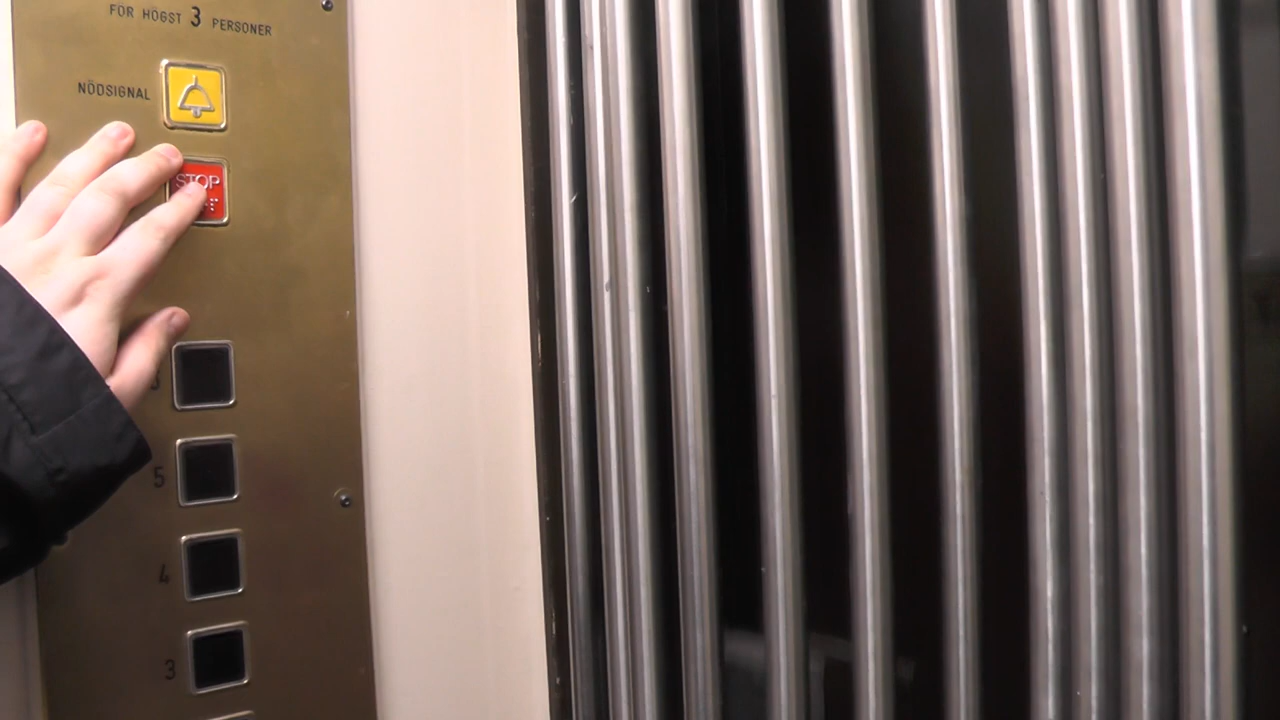 FÖR HÖGST 3 PERSONER
NÖDSIGNAL
STOP
5
4
3